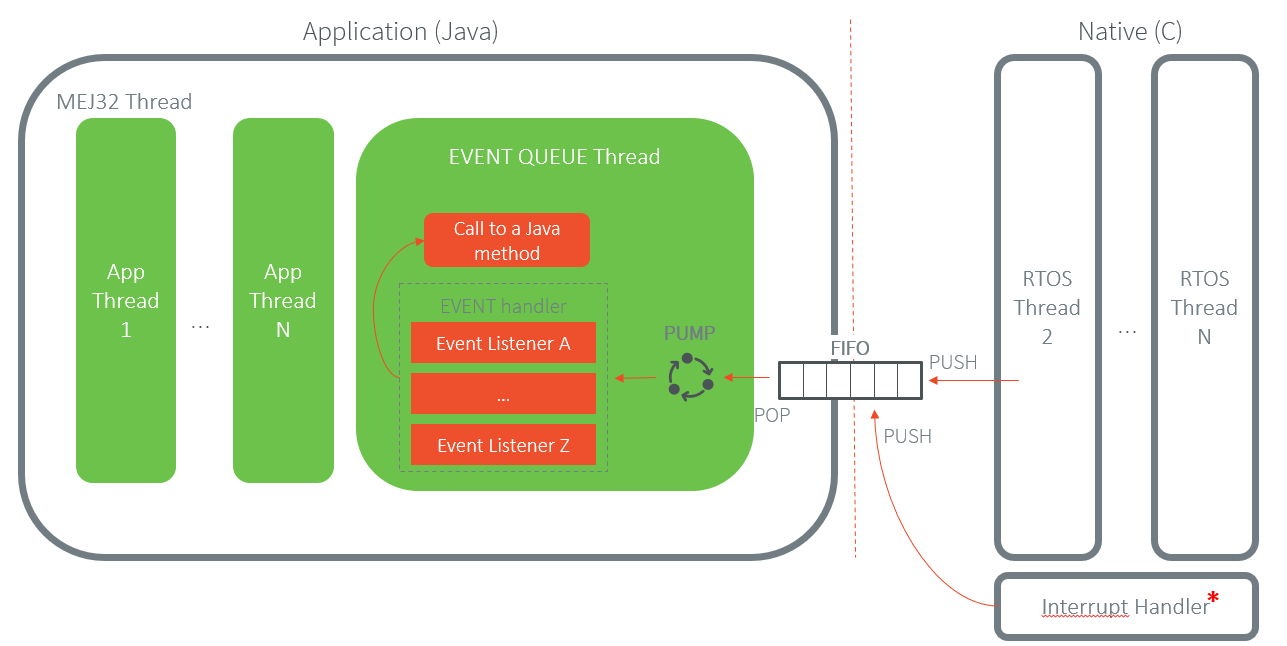 Application (Java)
Native (C)
MEJ32 Thread
App
Thread
1
...
App
Thread
N
EVENT QUEUE Thread
Call to a Java
method
EVENT handler
Event Listener A
...
Event Listener Z
PUMP
POP
FIFO
PUSH
PUSH
RTOS
Thread
2
...
RTOS
Thread
N
Interrupt Handler*